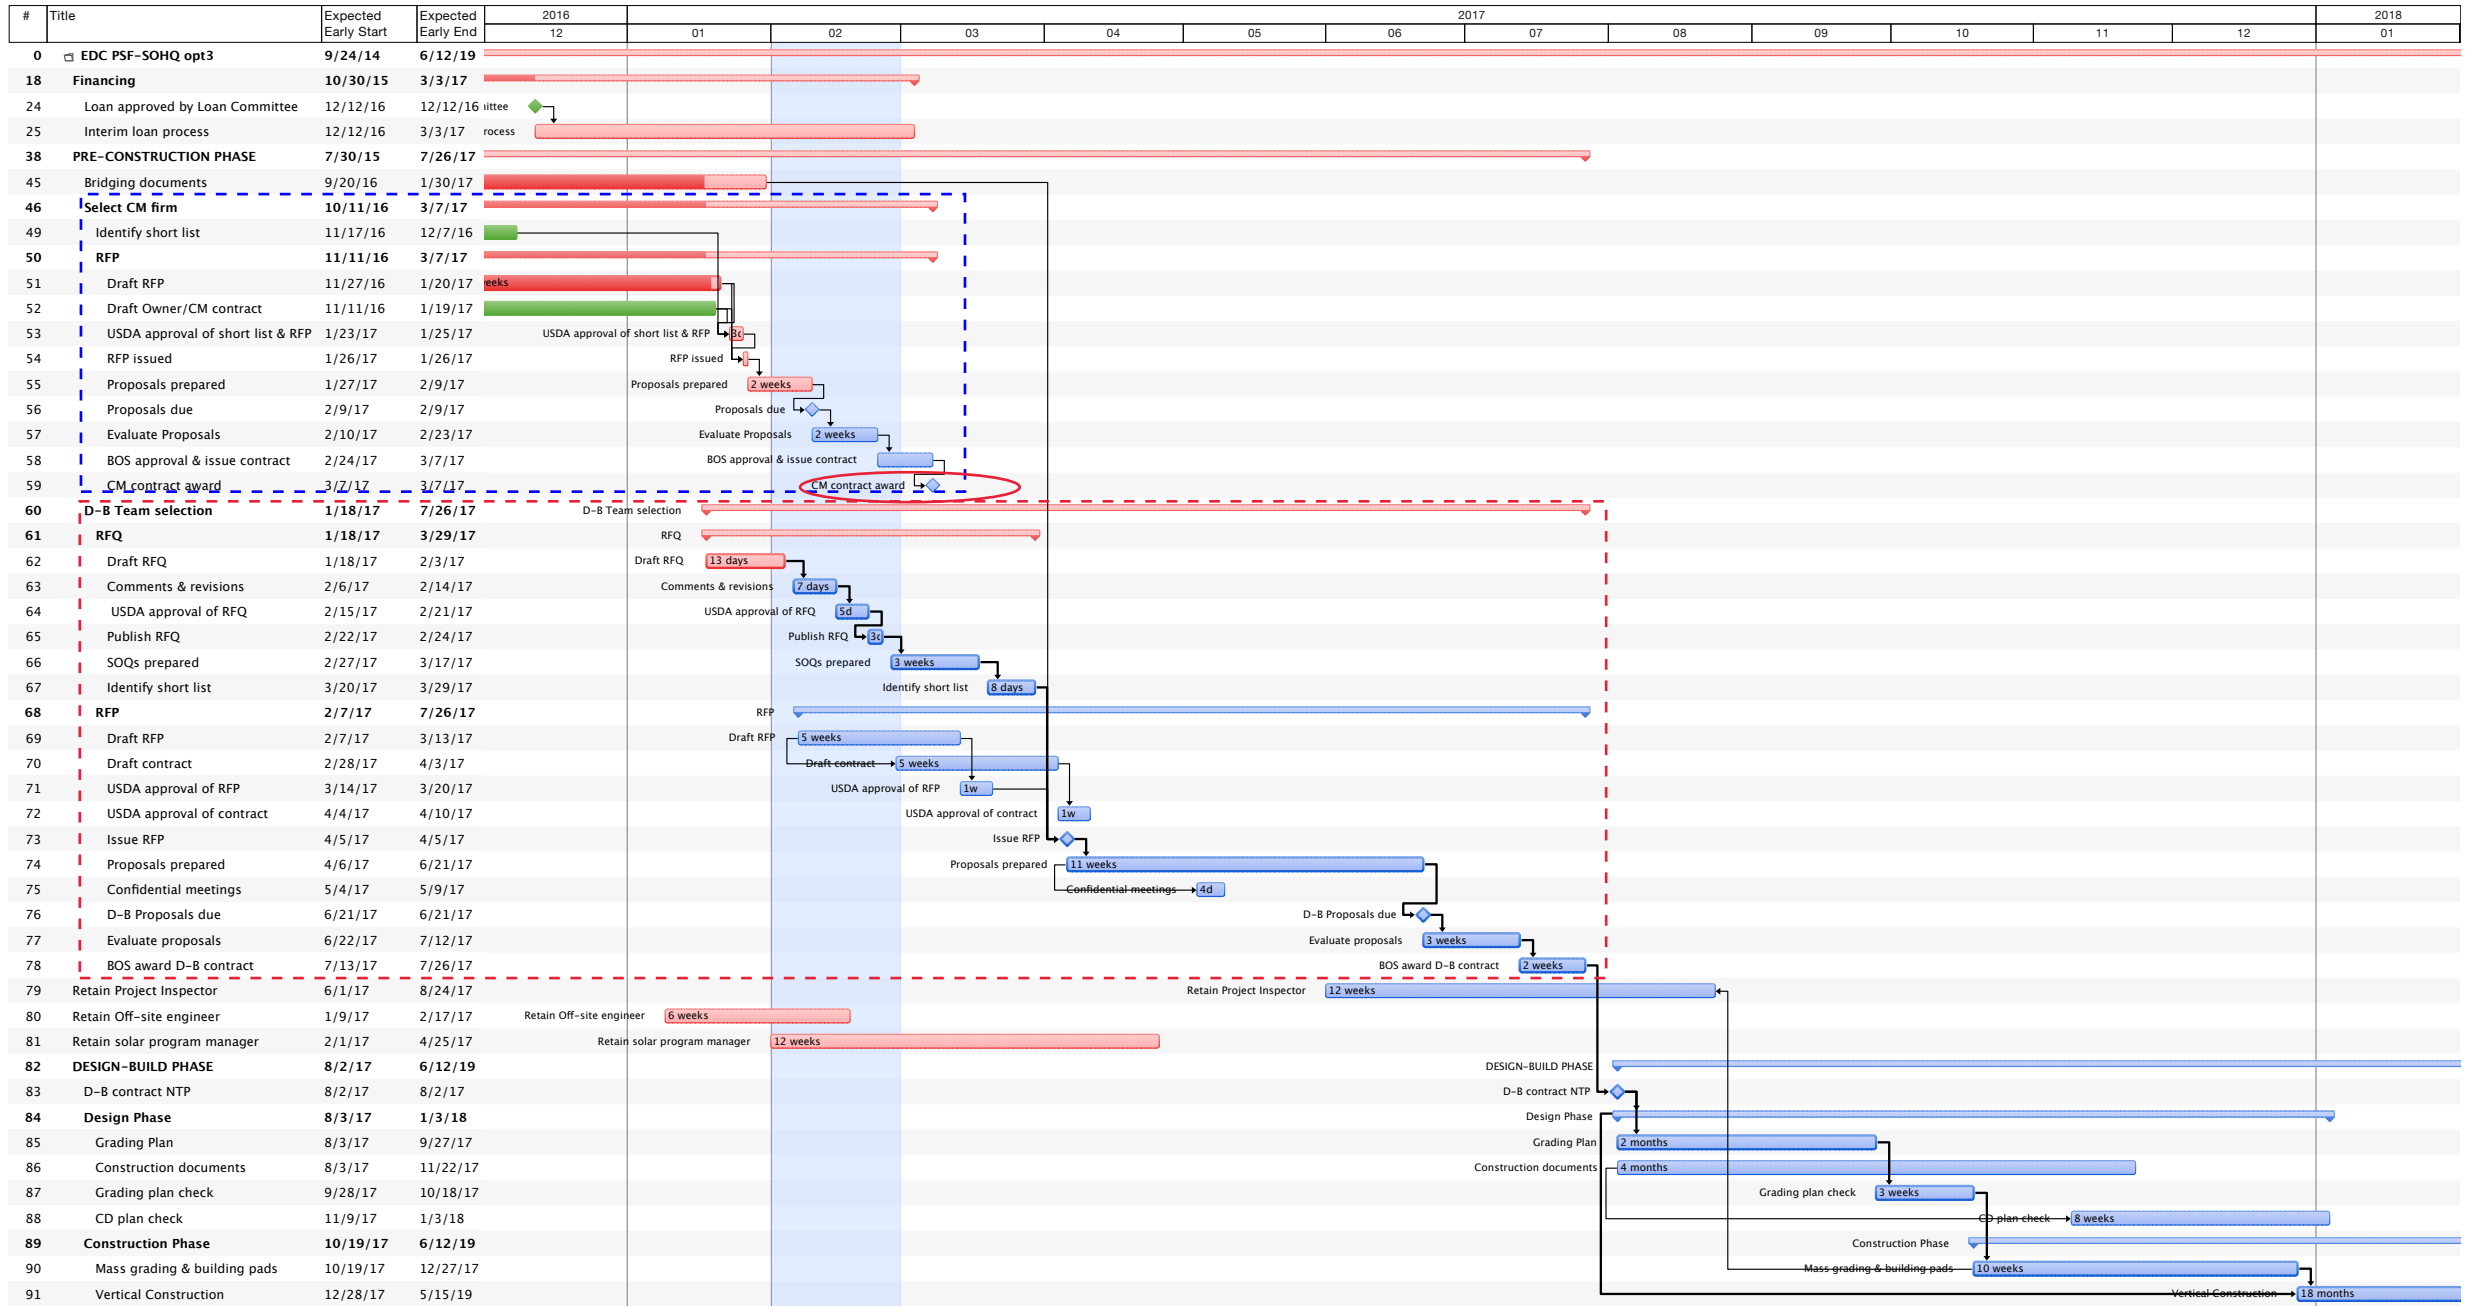 # Title Expected Early Start Expected Early End 2016 2017 2018
12 01 02 03 04 05 06 07 08 09 10 11 12 01
0 EDC PSF-SOHQ opt3 9/24/14 6/12/19
18 Financing 10/30/15 3/3/17
24 Loan approved by Loan Committee 12/12/16 12/12/16 ittee
25 Interim loan process 12/12/16 3/3/17 rocess
38 PRE-CONSTRUCTION PHASE 7/30/15 7/26/17
45 Bridging documents 9/20/16 1/30/17
46 Select CM firm 10/11/16 3/7/17
49 Identify short list 11/17/16 12/7/16
50 RFP 11/11/16 3/7/17
51 Draft RFP 11/27/16 1/20/17 weeks
52 Draft Owner/CM contract 11/11/16 1/19/17
53 USDA approval of short list & RFP 1/23/17 1/25/17 USDA approval of short list & RFP 3d
54 RFP issued 1/26/17 1/26/17 RFP issued
55 Proposals prepared 1/27/17 2/9/17 Proposals prepared 2 weeks
56 Proposals due 2/9/17 2/9/17 Proposals due
57 Evaluate Proposals 2/10/17 2/23/17 Evaluate Proposals 2 weeks
58 BOS approval & issue contract 2/24/17 3/7/17 BOS approval & issue contract
59 CM contract award 3/7/17 3/7/17 CM contract award
60 D-B Team selection 1/18/17 7/26/17 D-B Team selection
61 RFQ 1/18/17 3/29/17 RFQ
62 Draft RFQ 1/18/17 2/3/17 Draft RFQ 13 days
63 Comments & revisions 2/6/17 2/14/17 Comments & revisions 7 days
64 USDA approval of RFQ 2/15/17 2/21/17 USDA approval of RFQ 5d
65 Publish RFQ 2/22/17 2/24/17 Publish RFQ 3d
66 SOQs prepared 2/27/17 3/17/17 SOQs prepared 3 weeks
67 Identify short list 3/20/17 3/29/17 Identify short list 8 days
68 RFP 2/7/17 7/26/17 RFP
69 Draft RFP 2/7/17 3/13/17 Draft RFP 5 weeks
70 Draft contract 2/28/17 4/3/17 Draft contract 5 weeks
71 USDA approval of RFP 3/14/17 3/20/17 USDA approval of RFP 1w
72 USDA approval of contract 4/4/17 4/10/17 USDA approval of contract 1w
73 Issue RFP 4/5/17 4/5/17 Issue RFP
74 Proposals prepared 4/6/17 6/21/17 Proposals prepared 11 weeks
75 Confidential meetings 5/4/17 5/9/17 Confidential meetings 4d
76 D-B Proposals due 6/21/17 6/21/17 D-B Proposals due
77 Evaluate proposals 6/22/17 7/12/17 Evaluate proposals 3 weeks
78 BOS award D-B contract 7/13/17 7/26/17 BOS award D-B contract 2 weeks
79 Retain Project Inspector 6/1/17 8/24/17 Retain Project Inspector 12 weeks
80 Retain Off-site engineer 1/9/17 2/17/17 Retain Off-site engineer 6 weeks
81 Retain solar program manager 2/1/17 4/25/17 Retain solar program manager 12 weeks
82 DESIGN-BUILD PHASE 8/2/17 6/12/19 DESIGN-BUILD PHASE
83 D-B contract NTP 8/2/17 8/2/17 D-B contract NTP
84 Design Phase 8/3/17 1/3/18 Design Phase
85 Grading Plan 8/3/17 9/27/17 Grading Plan 2 months
86 Construction documents 8/3/17 11/22/17 Construction documents 4 months
87 Grading plan check 9/28/17 10/18/17 Grading plan check 3 weeks
88 CD plan check 11/9/17 1/3/18 CD plan check 8 weeks
89 Construction Phase 10/19/17 6/12/19 Construction Phase
90 Mass grading & building pads 10/19/17 12/27/17 Mass grading & building pads 10 weeks
91 Vertical Construction 12/28/17 5/15/19 Vertical Construction 18 months